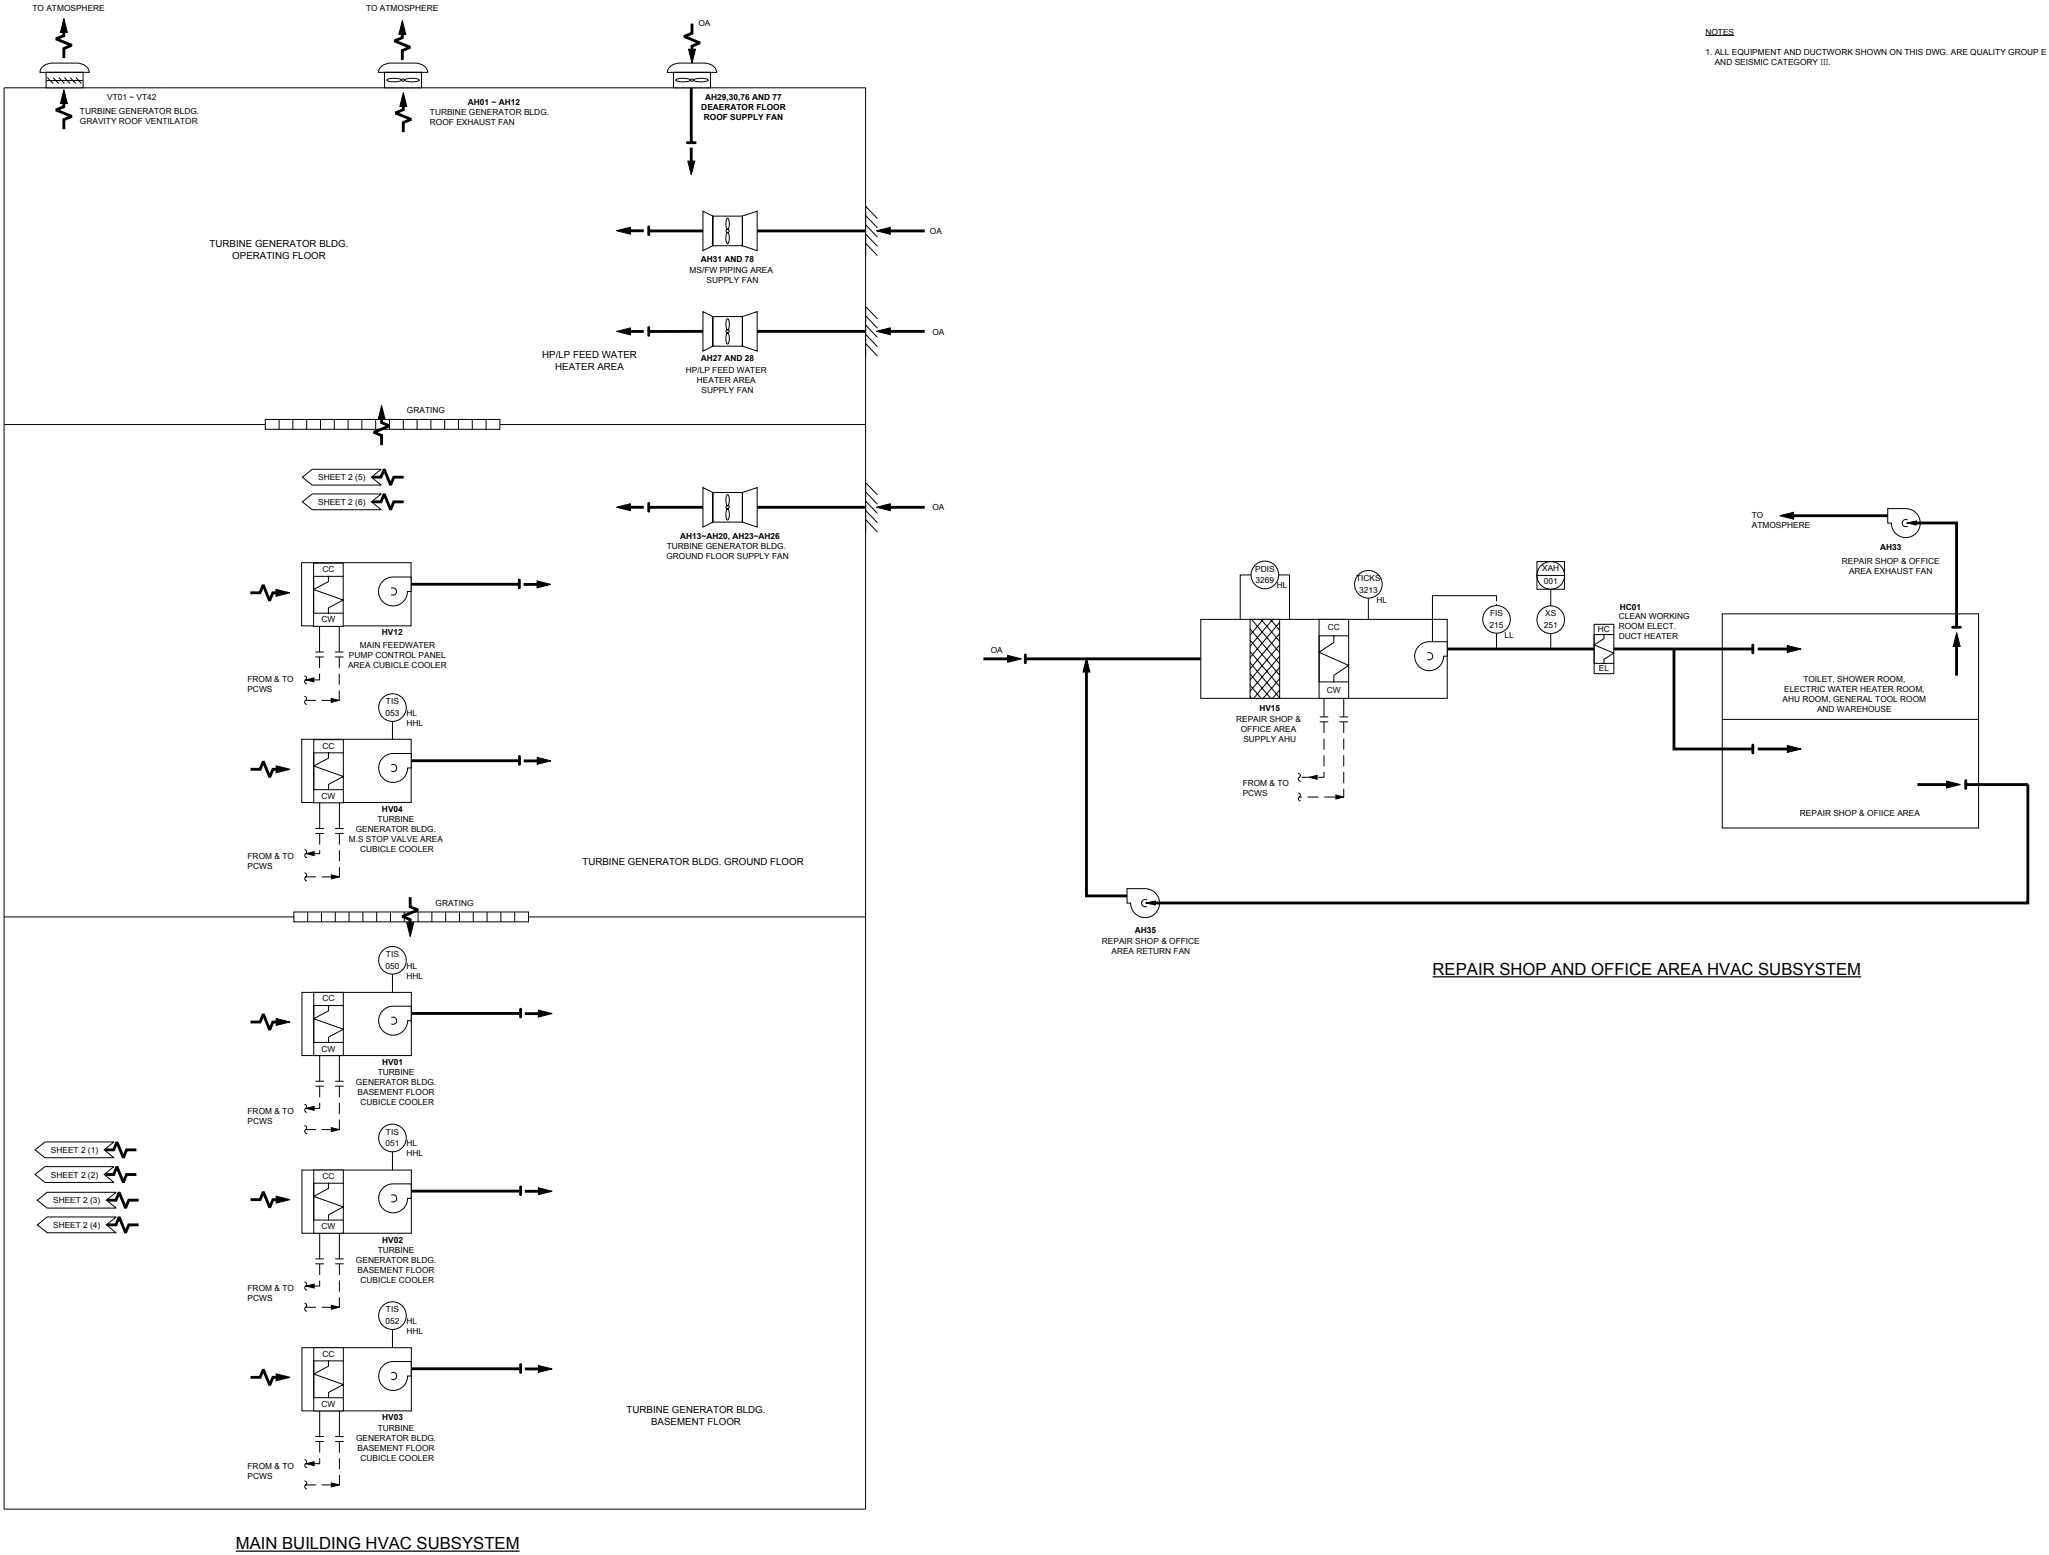 TO ATMOSPHERE
TO ATMOSPHERE
OA
NOTES
1. ALL EQUIPMENT AND DUCTWORK SHOWN ON THIS DWG. ARE QUALITY GROUP E
AND SEISMIC CATEGORY III.
VT01 ~ VT42
TURBINE GENERATOR BLDG.
GRAVITY ROOF VENTILATOR
AH01 ~ AH12
TURBINE GENERATOR BLDG.
ROOF EXHAUST FAN
AH29,30,76 AND 77
DEAERATOR FLOOR
ROOF SUPPLY FAN
TURBINE GENERATOR BLDG.
OPERATING FLOOR
OA
AH31 AND 78
MS/FW PIPING AREA
SUPPLY FAN
OA
HP/LP FEED WATER
HEATER AREA
AH27 AND 28
HP/LP FEED WATER
HEATER AREA
SUPPLY FAN
GRATING
SHEET 2 (5)
SHEET 2 (6)
OA
AH13~AH20, AH23~AH26
TURBINE GENERATOR BLDG.
GROUND FLOOR SUPPLY FAN
CC
CW
HV12
MAIN FEEDWATER
PUMP CONTROL PANEL
AREA CUBICLE COOLER
FROM & TO
PCWS
TIS
053
HL
HHL
CC
CW
HV04
TURBINE
GENERATOR BLDG.
M.S STOP VALVE AREA
CUBICLE COOLER
FROM & TO
PCWS
TURBINE GENERATOR BLDG. GROUND FLOOR
GRATING
TIS
050
HL
HHL
CC
CW
HV01
TURBINE
GENERATOR BLDG.
BASEMENT FLOOR
CUBICLE COOLER
FROM & TO
PCWS
SHEET 2 (1)
SHEET 2 (2)
SHEET 2 (3)
SHEET 2 (4)
TIS
051
HL
HHL
CC
CW
HV02
TURBINE
GENERATOR BLDG.
BASEMENT FLOOR
CUBICLE COOLER
FROM & TO
PCWS
TIS
052
HL
HHL
CC
CW
HV03
TURBINE
GENERATOR BLDG.
BASEMENT FLOOR
CUBICLE COOLER
FROM & TO
PCWS
TURBINE GENERATOR BLDG.
BASEMENT FLOOR
MAIN BUILDING HVAC SUBSYSTEM
TO
ATMOSPHERE
AH33
REPAIR SHOP & OFFICE
AREA EXHAUST FAN
OA
PDIS
3269
HL
TICKS
3213
HL
CC
CW
HV15
REPAIR SHOP &
OFFICE AREA
SUPPLY AHU
FROM & TO
PCWS
FIS
215
LL
XAH
001
XS
251
HC01
CLEAN WORKING
ROOM ELECT.
DUCT HEATER
HC
EL
TOILET, SHOWER ROOM,
ELECTRIC WATER HEATER ROOM,
AHU ROOM, GENERAL TOOL ROOM
AND WAREHOUSE
REPAIR SHOP & OFIICE AREA
AH35
REPAIR SHOP & OFFICE
AREA RETURN FAN
REPAIR SHOP AND OFFICE AREA HVAC SUBSYSTEM